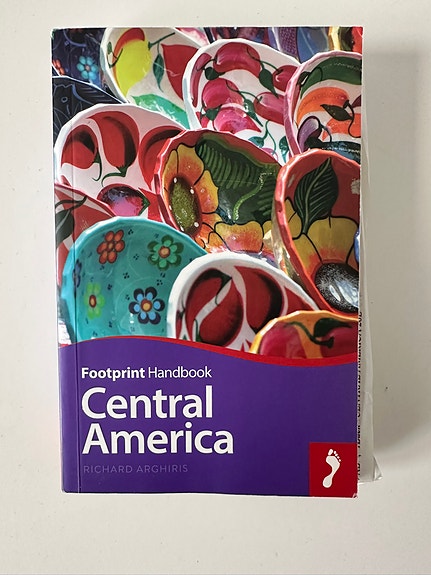 Footprint Handbook
Central
America
RICHARD ARGHIRIS